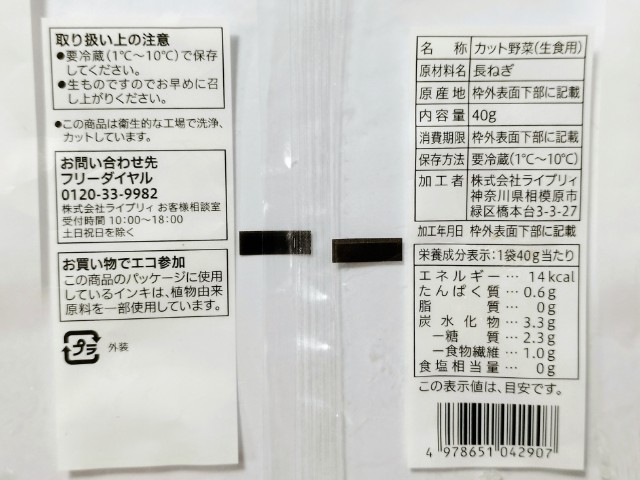 取り扱い上の注意
●要冷蔵(1℃〜10℃)で保存
してください。
●生ものですのでお早めに召
し上がりください。
●この商品は衛生的な工場で洗浄、
カットしています。
お問い合わせ先
フリーダイヤル
0120-33-9982
株式会社ライブリィ お客様相談室
受付時間 10:00〜18:00
土日祝日を除く
お買い物でエコ参加
この商品のパッケージに使用
しているインキは、植物由来
原料を一部使用しています。
プラ 外装
名称 カット野菜(生食用)
原材料名 長ねぎ
原産地 枠外表面下部に記載
内容量 40g
消費期限 枠外表面下部に記載
保存方法 要冷蔵(1℃〜10℃)
加工者 株式会社ライブリィ
神奈川県相模原市
緑区橋本台3-3-27
加工年月日 枠外表面下部に記載
栄養成分表示:1袋40g当たり
エネルギー…14kcal
たんぱく質…0.6g
脂質…0g
炭水化物…3.3g
ー糖質…2.3g
ー食物繊維…1.0g
食塩相当量…0g
この表示値は、目安です。
4 978651 042907